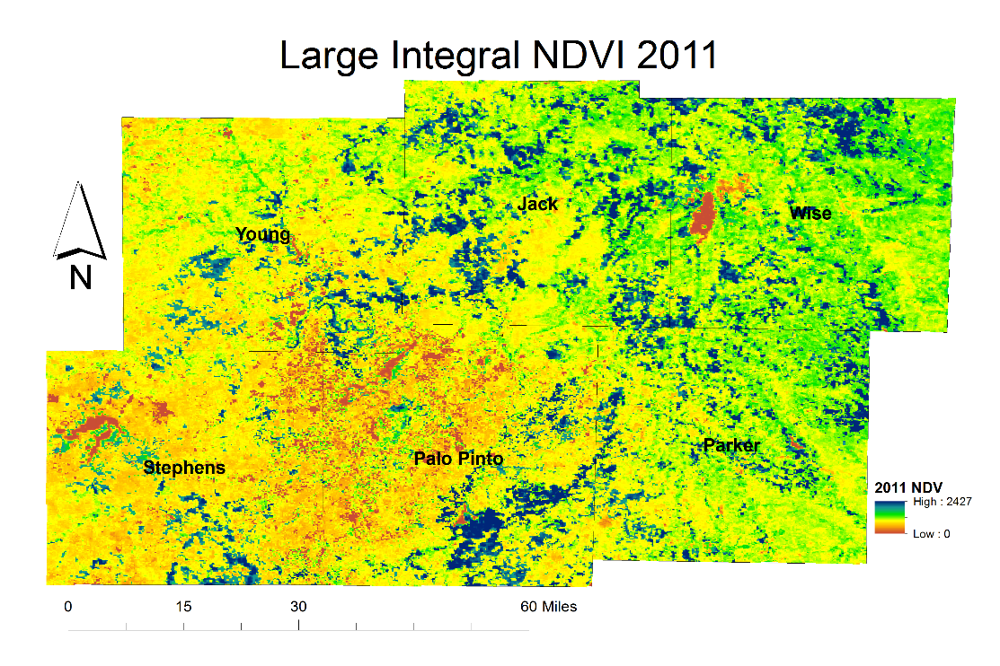 Large Integral NDVI 2011
Jack
Wise
Young
N
Parker
Palo Pinto
Stephens
2011 NDV
High : 2427
Low : 0
0 15 30 60 Miles